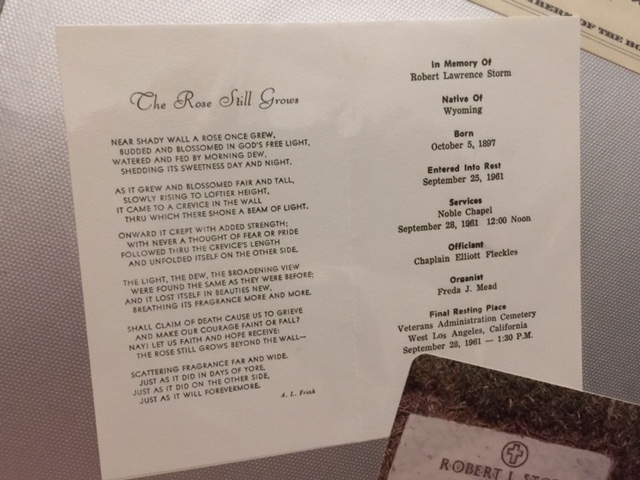 The Rose Still Grows
NEAR SHADY WALL A ROSE ONCE GREW,
BUDDED AND BLOSSOMED IN GOD'S FREE LIGHT,
WATERED AND FED BY MORNING DEW,
SHEDDING ITS SWEETNESS DAY AND NIGHT.
AS IT GREW AND BLOSSOMED FAIR AND TALL,
SLOWLY RISING TO LOFTIER HEIGHT,
IT CAME TO A CREVICE IN THE WALL
THRU WHICH THERE SHONE A BEAM OF LIGHT.
ONWARD IT CREPT WITH ADDED STRENGTH;
WITH NEVER A THOUGHT OF FEAR OR PRIDE
FOLLOWED THRU THE CREVICE'S LENGTH
AND UNFOLDED ITSELF ON THE OTHER SIDE.
THE LIGHT, THE DEW, THE BROADENING VIEW
WERE FOUND THE SAME AS THEY WERE BEFORE;
AND IT LOST ITSELF IN BEAUTIES NEW,
BREATHING ITS FRAGRANCE MORE AND MORE.
SHALL CLAIM OF DEATH CAUSE US TO GRIEVE
AND MAKE OUR COURAGE FAINT OR FALL?
NAY! LET US FAITH AND HOPE RECEIVE:
THE ROSE STILL GROWS BEYOND THE WALL—
SCATTERING FRAGRANCE FAR AND WIDE.
JUST AS IT DID IN DAYS OF YORE,
JUST AS IT DID ON THE OTHER SIDE,
JUST AS IT WILL FOREVERMORE.
A. L. Frink
In Memory Of
Robert Lawrence Storm
Native Of
Wyoming
Born
October 5, 1897
Entered Into Rest
September 25, 1961
Services
Noble Chapel
September 28, 1961 12:00 Noon
Officiant
Chaplain Elliott Fleckles
Organist
Freda J. Mead
Final Resting Place
Veterans Administration Cemetery
West Los Angeles, California
September 28, 1961 — 1:30 P.M.
ROBERT L STO
OF THE BO